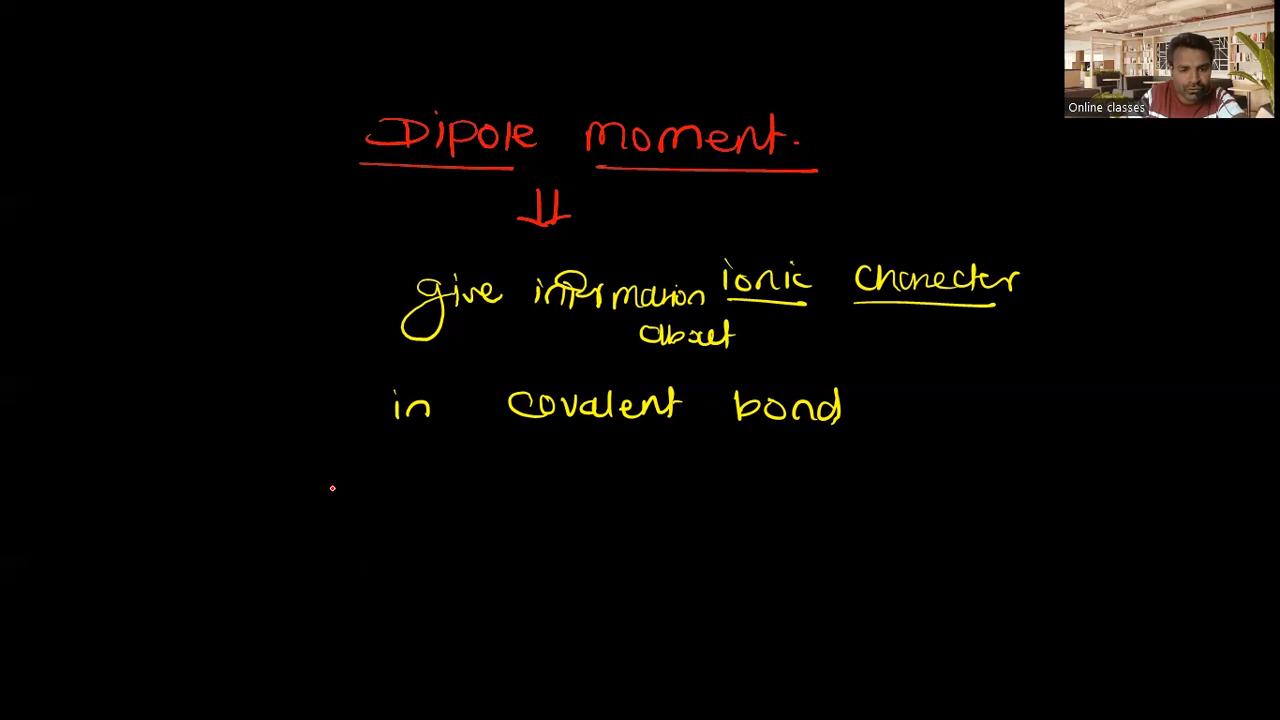 Online classes
Dipole moment.
give information ionic character
about
in covalent bond